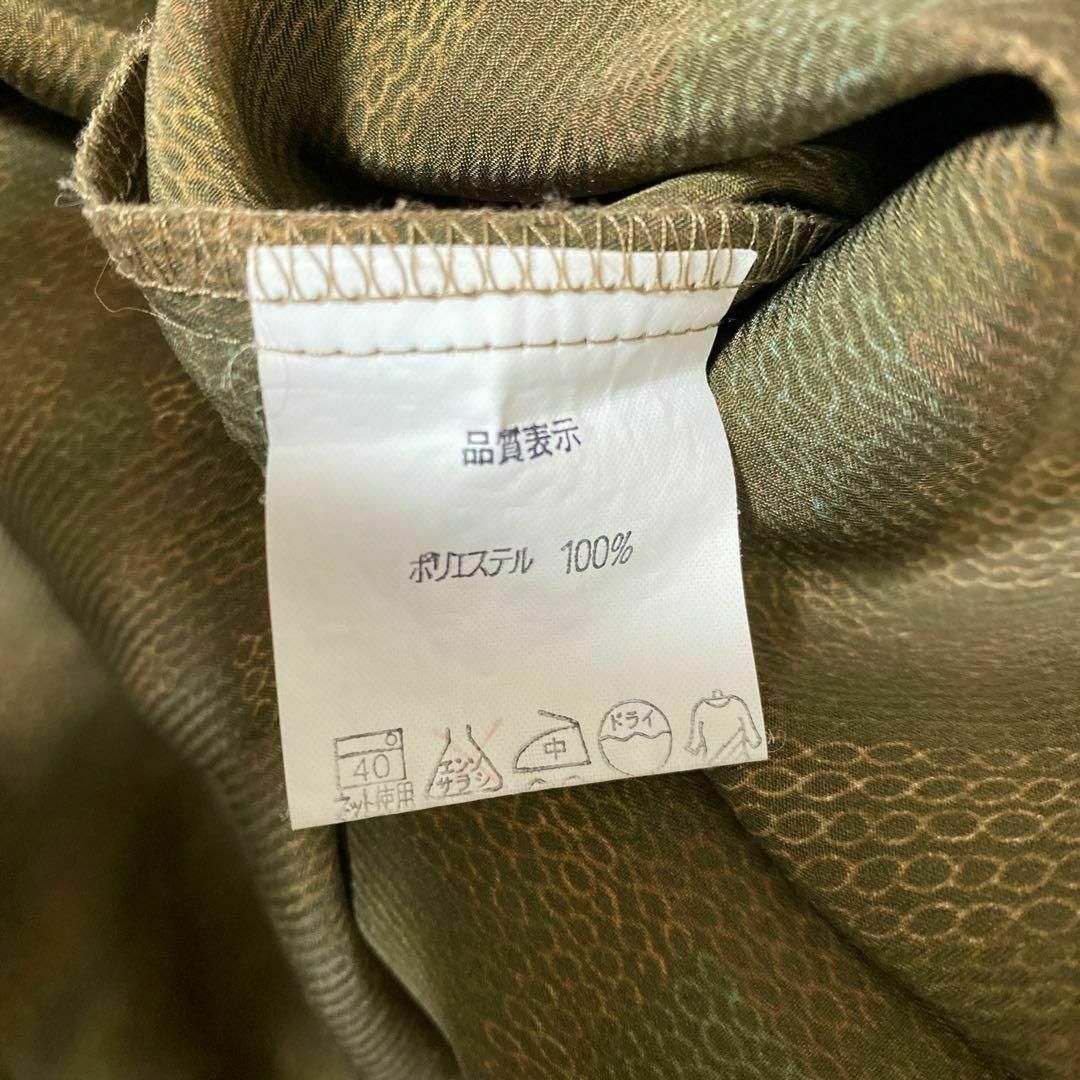 品質表示
ポリエステル 100%
40
ネット使用
エンソ
サラシ
中
ドライ